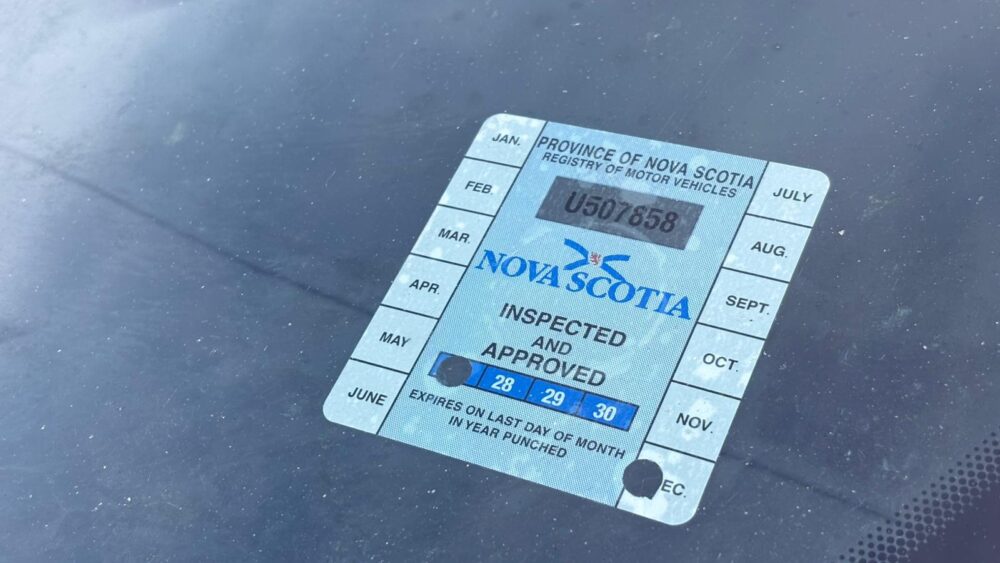 JAN.
FEB.
MAR.
APR.
MAY
JUNE
PROVINCE OF NOVA SCOTIA
REGISTRY OF MOTOR VEHICLES
U507858
NOVA SCOTIA
INSPECTED
AND
APPROVED
28 29 30
EXPIRES ON LAST DAY OF MONTH
IN YEAR PUNCHED
JULY
AUG.
SEPT.
OCT.
NOV.
EC.